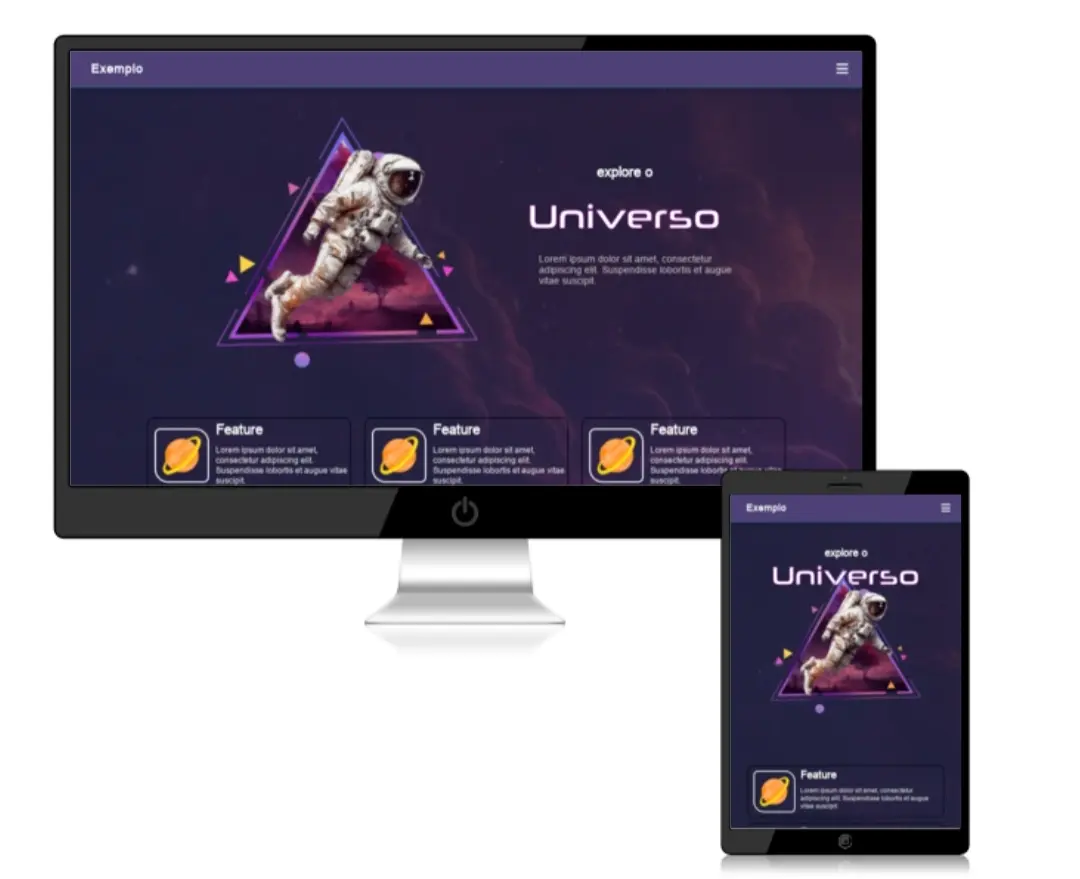 Exemplo
explore o
Universo
Lorem ipsum dolor sit amet, consectetur
adipiscing elit. Suspendisse lobortis et augue
vitae suscipit.
Feature
Lorem ipsum dolor sit amet,
consectetur adipiscing elit.
Suspendisse lobortis et augue vitae
suscipit.
Feature
Lorem ipsum dolor sit amet,
consectetur adipiscing elit.
Suspendisse lobortis et augue vitae
suscipit.
Feature
Lorem ipsum dolor sit amet,
consectetur adipiscing elit.
Suspendisse lobortis et augue vitae
Exemplo
explore o
Universo
Feature
Lorem ipsum dolor sit amet, consectetur
adipiscing elit. Suspendisse lobortis et augue
vitae suscipit.